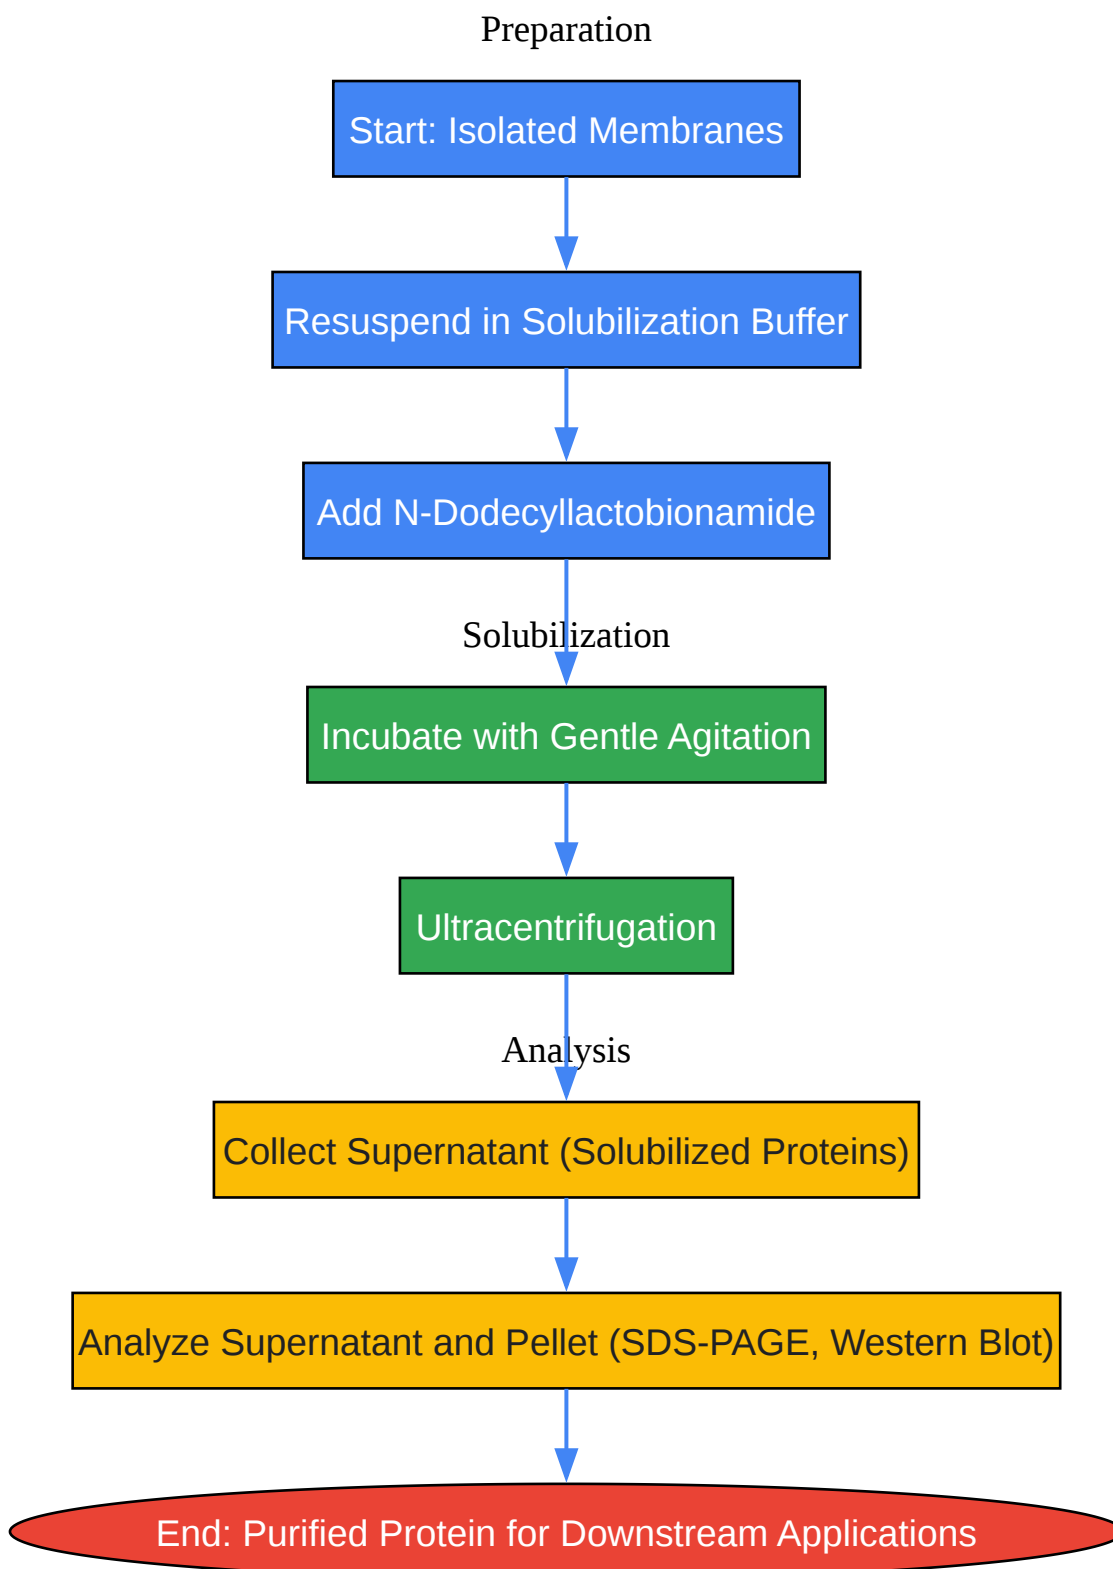 Preparation
Start: Isolated Membranes
Resuspend in Solubilization Buffer
Add N-Dodecyllactobionamide
Solubilization
Incubate with Gentle Agitation
Ultracentrifugation
Analysis
Collect Supernatant (Solubilized Proteins)
Analyze Supernatant and Pellet (SDS-PAGE, Western Blot)
End: Purified Protein for Downstream Applications